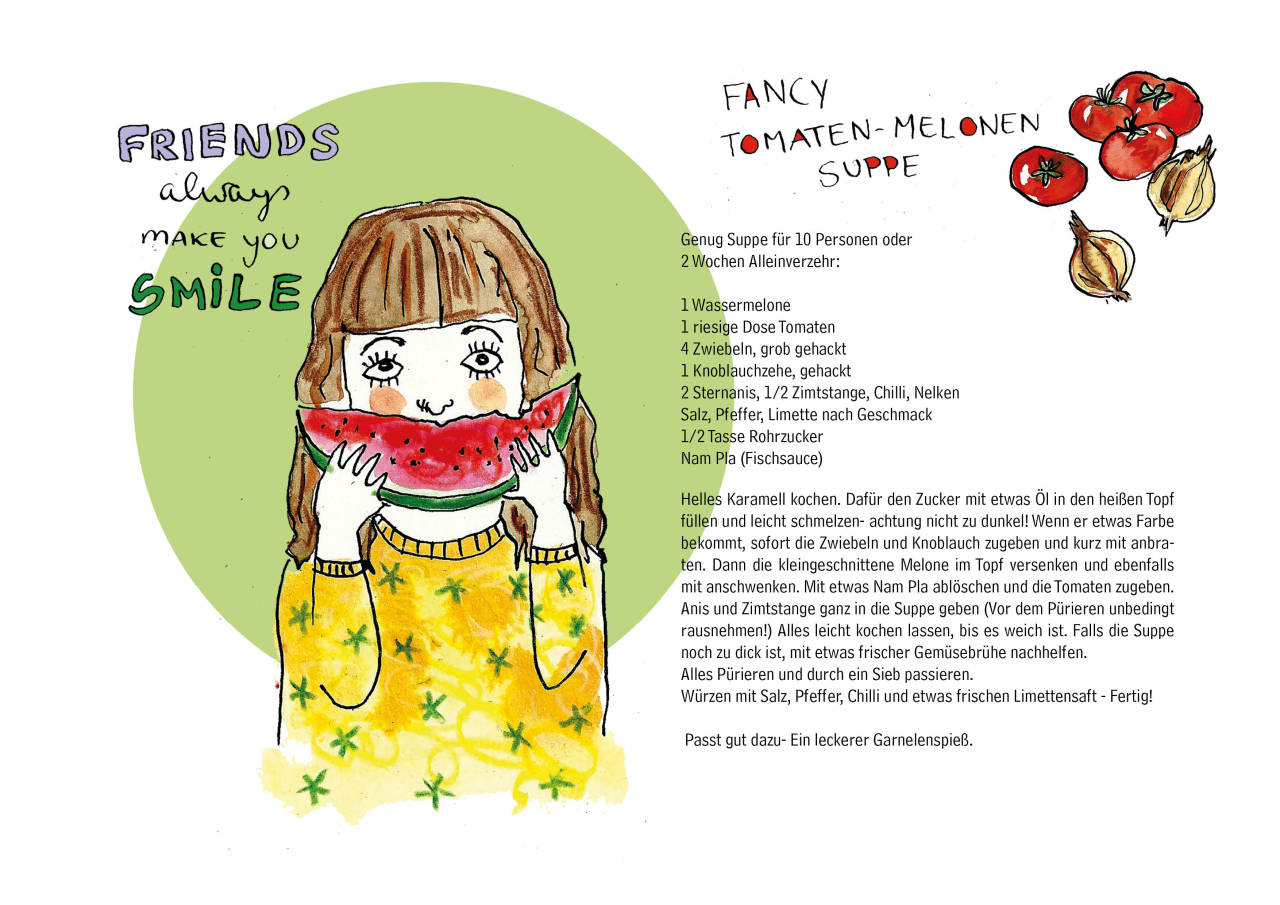 FRIENDS
always
MAKE YOU
SMiLE
FANCY
TOMATEN-MELONEN
SUPPE
Genug Suppe für 10 Personen oder
2 Wochen Alleinverzehr:
1 Wassermelone
1 riesige Dose Tomaten
4 Zwiebeln, grob gehackt
1 Knoblauchzehe, gehackt
2 Sternanis, 1/2 Zimtstange, Chilli, Nelken
Salz, Pfeffer, Limette nach Geschmack
1/2 Tasse Rohrzucker
Nam Pla (Fischsauce)
Helles Karamell kochen. Dafür den Zucker mit etwas Öl in den heißen Topf
füllen und leicht schmelzen- achtung nicht zu dunkel! Wenn er etwas Farbe
bekommt, sofort die Zwiebeln und Knoblauch zugeben und kurz mit anbra-
ten. Dann die kleingeschnittene Melone im Topf versenken und ebenfalls
mit anschwenken. Mit etwas Nam Pla ablöschen und die Tomaten zugeben.
Anis und Zimtstange ganz in die Suppe geben (Vor dem Pürieren unbedingt
rausnehmen!) Alles leicht kochen lassen, bis es weich ist. Falls die Suppe
noch zu dick ist, mit etwas frischer Gemüsebrühe nachhelfen.
Alles Pürieren und durch ein Sieb passieren.
Würzen mit Salz, Pfeffer, Chilli und etwas frischen Limettensaft - Fertig!
Passt gut dazu- Ein leckerer Garnelenspieß.